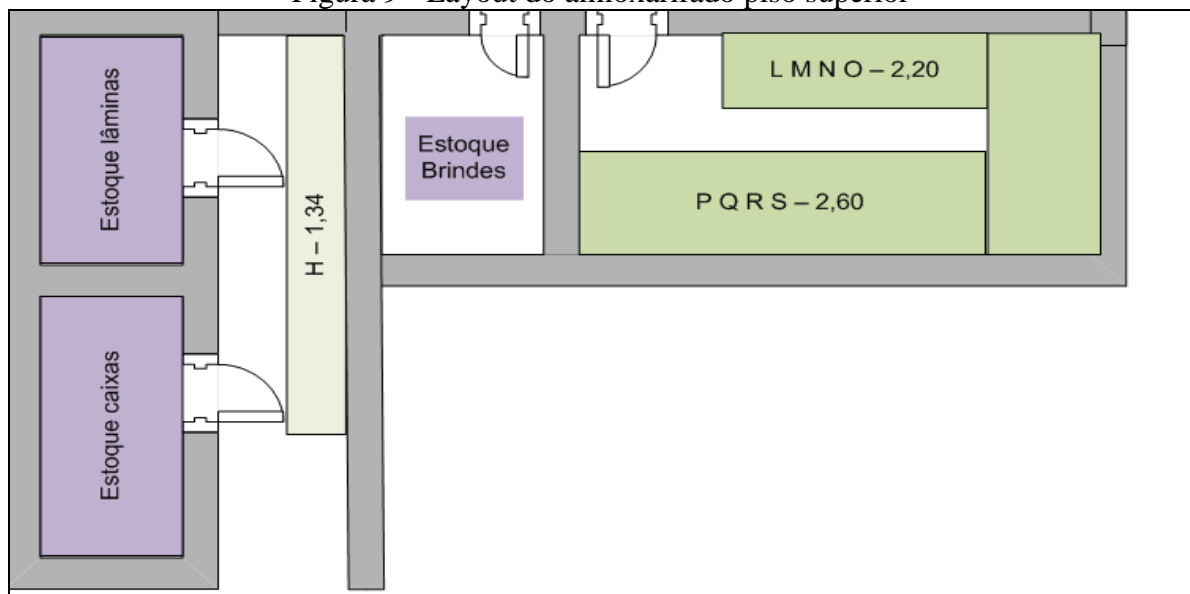 Figura 9 - Layout do almoxarifado piso superior
Estoque lâminas
H – 1,34
Estoque
Brindes
L M N O – 2,20
P Q R S – 2,60
Estoque caixas